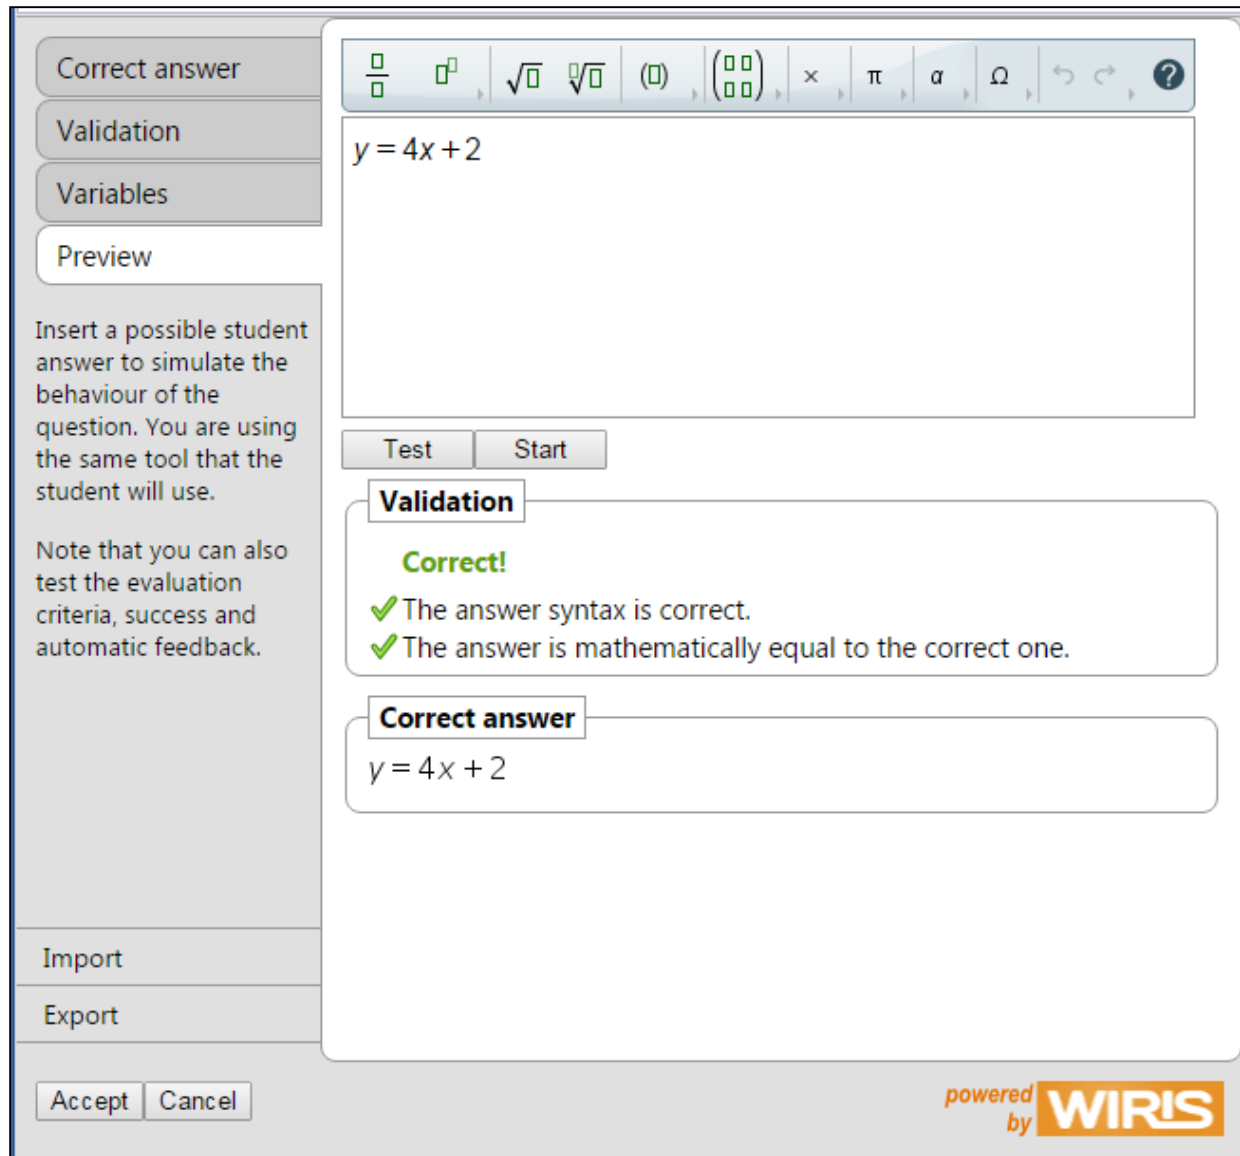 Correct answer
Validation
Variables
Preview
Insert a possible student
answer to simulate the
behaviour of the
question. You are using
the same tool that the
student will use.
Note that you can also
test the evaluation
criteria, success and
automatic feedback.
Import
Export
Accept Cancel
√ ∛ (▯) × π α Ω ?
y = 4x + 2
Test Start
Validation
Correct!
The answer syntax is correct.
The answer is mathematically equal to the correct one.
Correct answer
y = 4x + 2
powered
by WIRIS